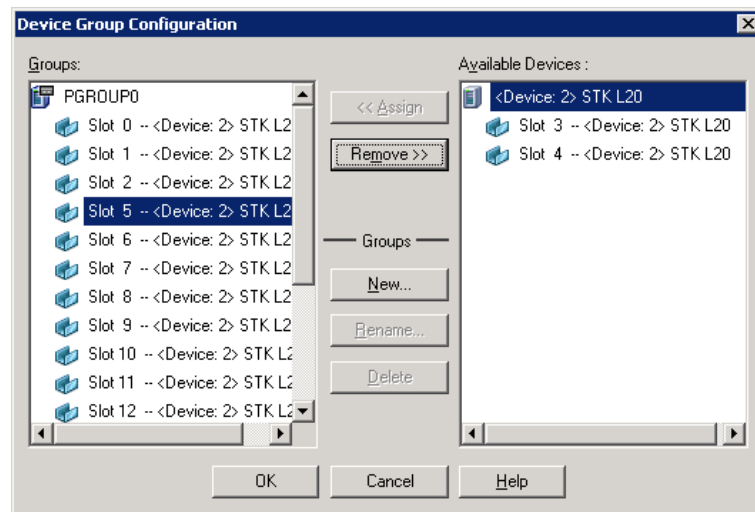 Device Group Configuration
Groups:
PGROUP0
Slot 0 -- <Device: 2> STK L2
Slot 1 -- <Device: 2> STK L2
Slot 2 -- <Device: 2> STK L2
Slot 5 -- <Device: 2> STK L2
Slot 6 -- <Device: 2> STK L2
Slot 7 -- <Device: 2> STK L2
Slot 8 -- <Device: 2> STK L2
Slot 9 -- <Device: 2> STK L2
Slot 10 -- <Device: 2> STK L2
Slot 11 -- <Device: 2> STK L2
Slot 12 -- <Device: 2> STK L2
<< Assign
Remove >>
Groups
New...
Rename...
Delete
Available Devices :
<Device: 2> STK L20
Slot 3 -- <Device: 2> STK L20
Slot 4 -- <Device: 2> STK L20
OK
Cancel
Help